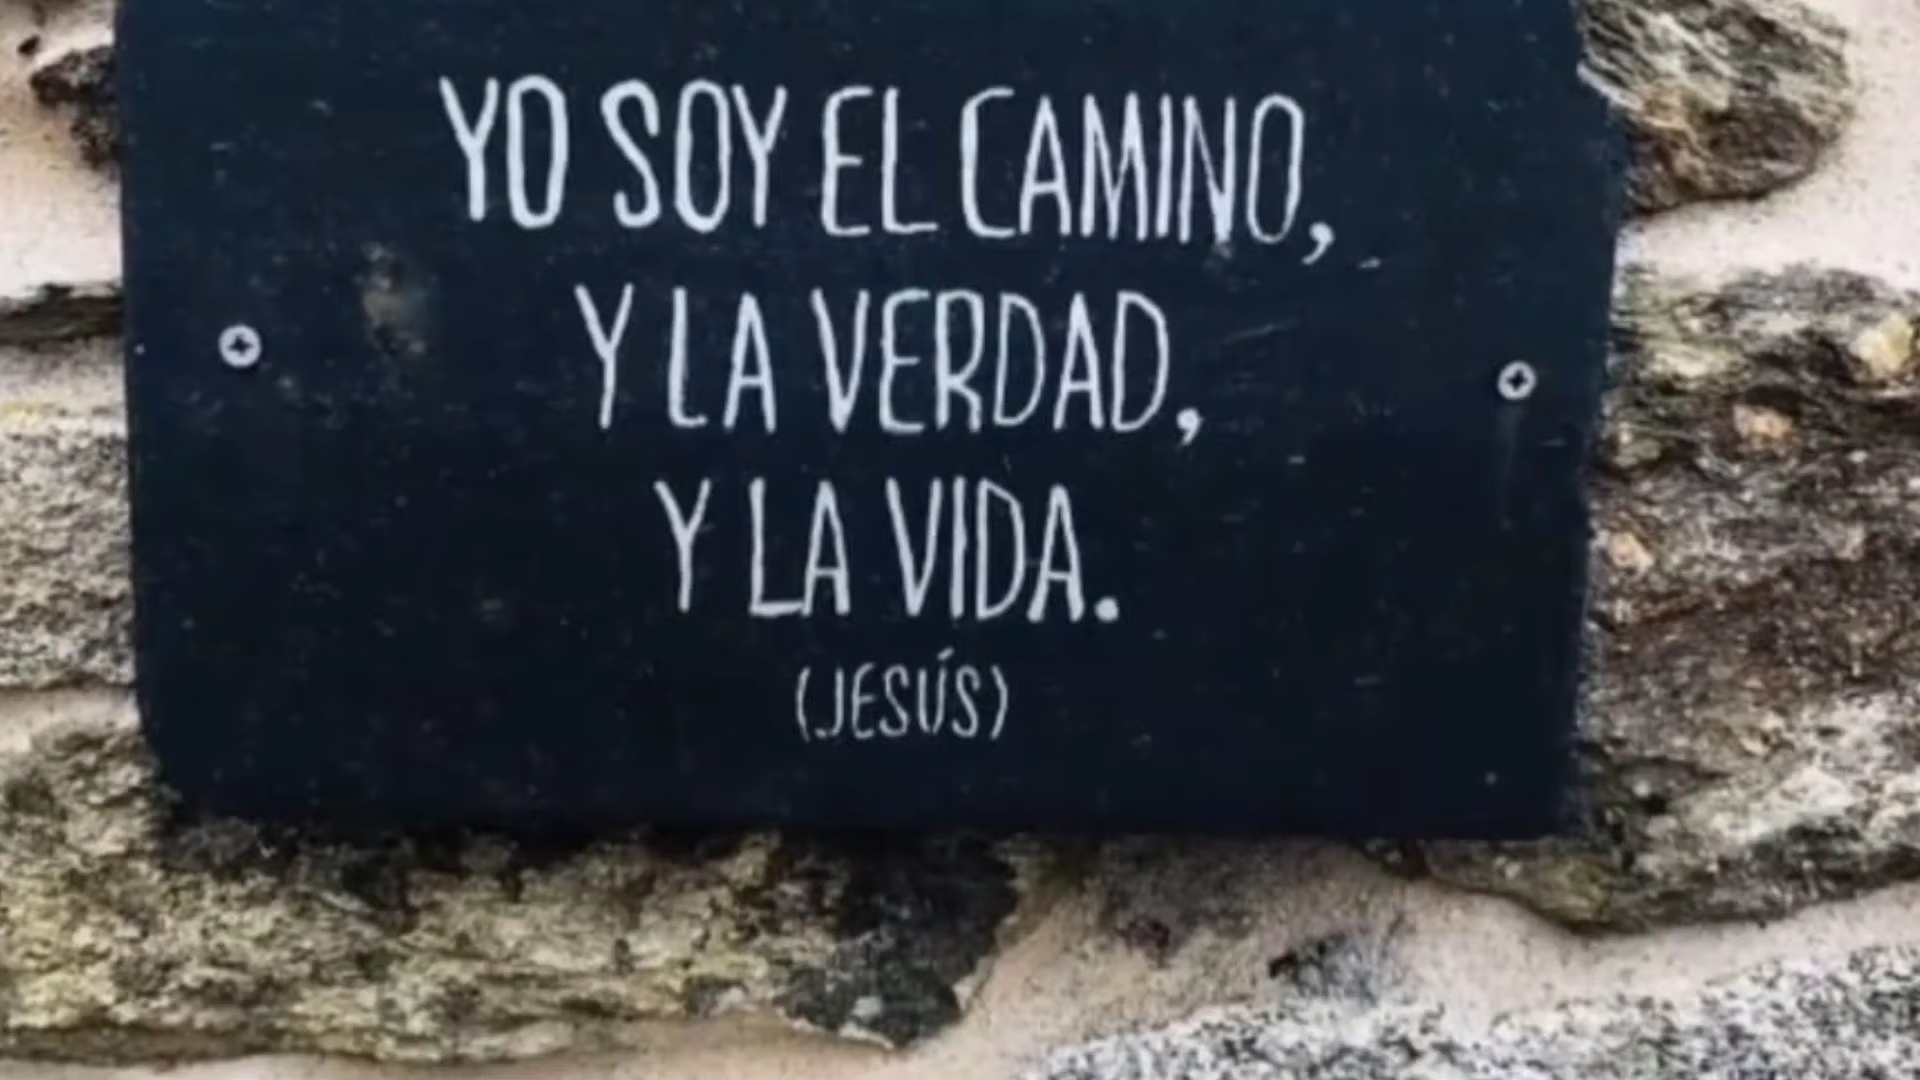 YO SOY EL CAMINO,
Y LA VERDAD,
Y LA VIDA.
(JESÚS)